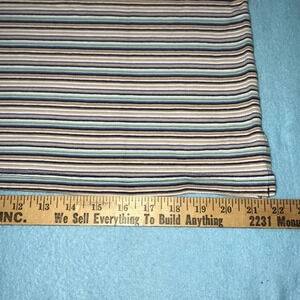 12 13 14 15 16 17 18 19 20 21 22
INC. We Sell Everything To Build Anything 2231 Monu